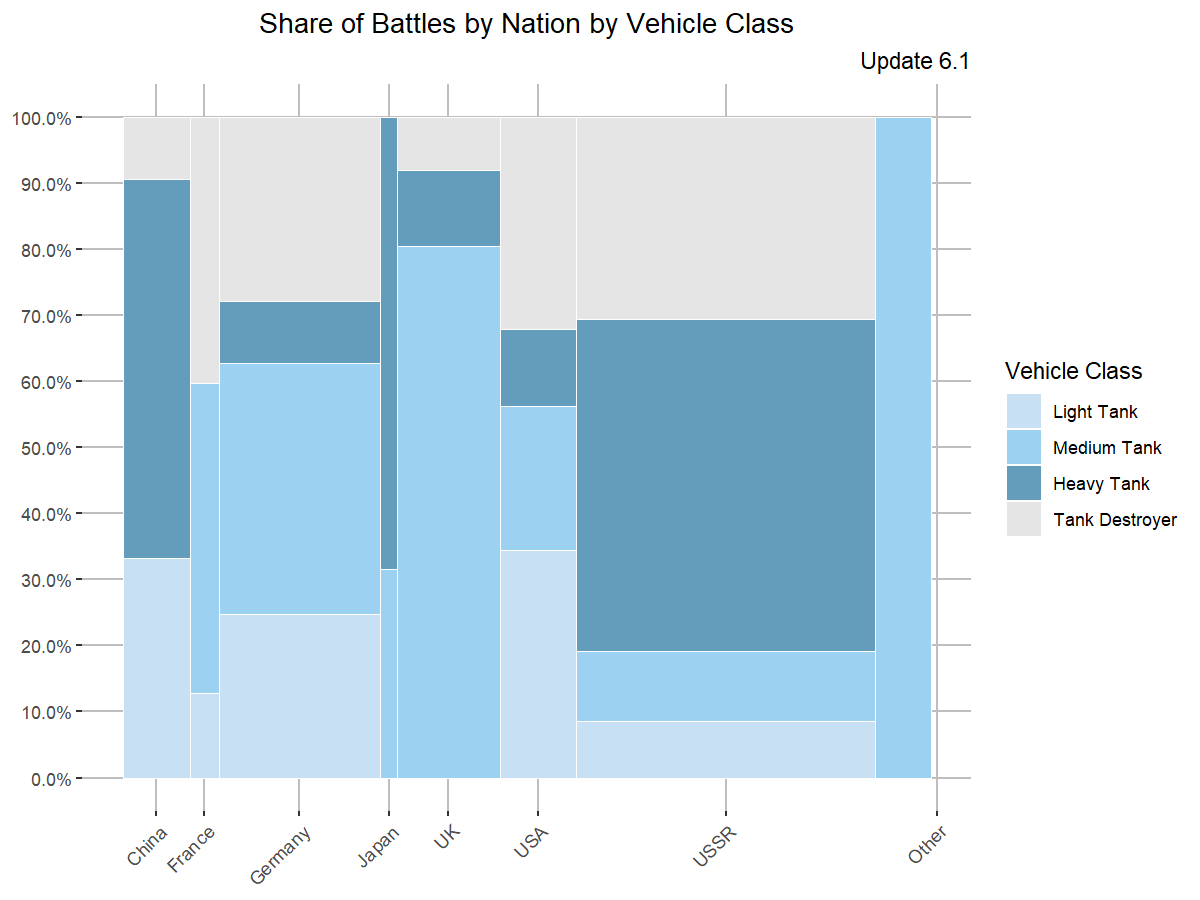 Share of Battles by Nation by Vehicle Class
Update 6.1
100.0%
90.0%
80.0%
70.0%
60.0%
50.0%
40.0%
30.0%
20.0%
10.0%
0.0%
China
France
Germany
Japan
UK
USA
USSR
Other
Vehicle Class
Light Tank
Medium Tank
Heavy Tank
Tank Destroyer